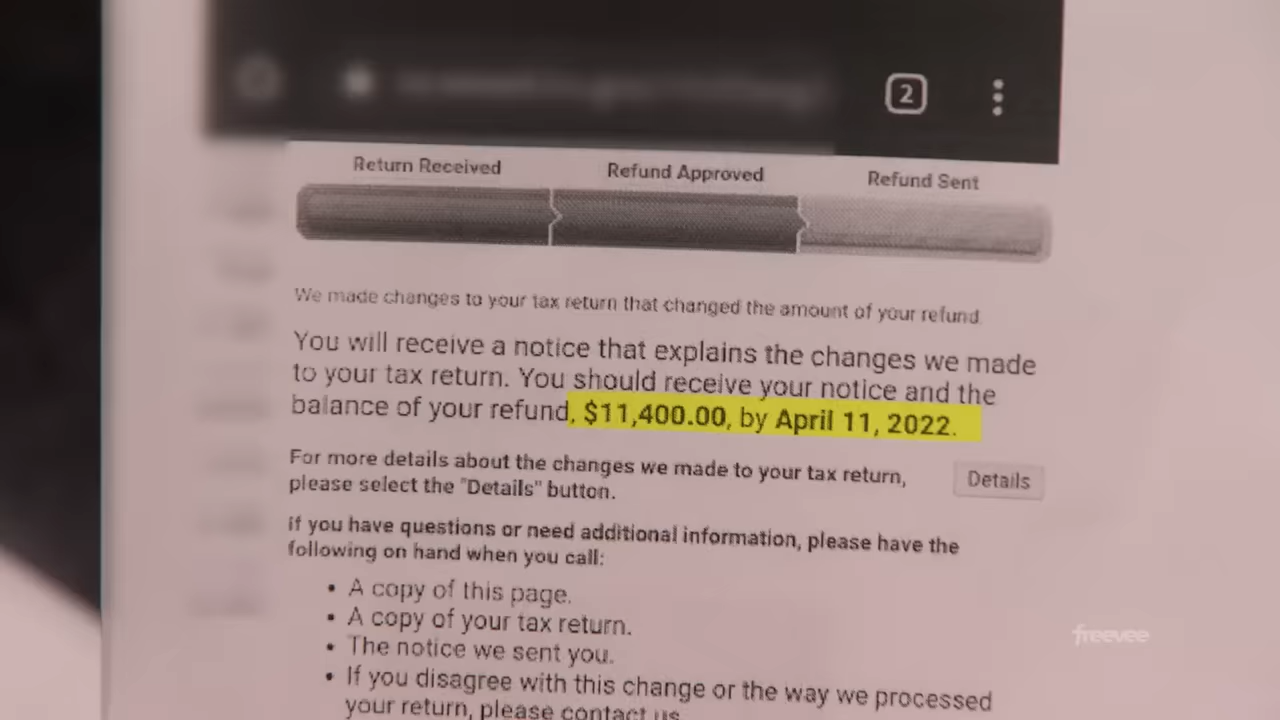 2
Return Received Refund Approved Refund Sent
We made changes to your tax return that changed the amount of your refund.
You will receive a notice that explains the changes we made
to your tax return. You should receive your notice and the
balance of your refund, $11,400.00, by April 11, 2022.
For more details about the changes we made to your tax return,
please select the "Details" button.
Details
If you have questions or need additional information, please have the
following on hand when you call:
• A copy of this page.
• A copy of your tax return.
• The notice we sent you.
• If you disagree with this change or the way we processed
your return, please contact us
freevee